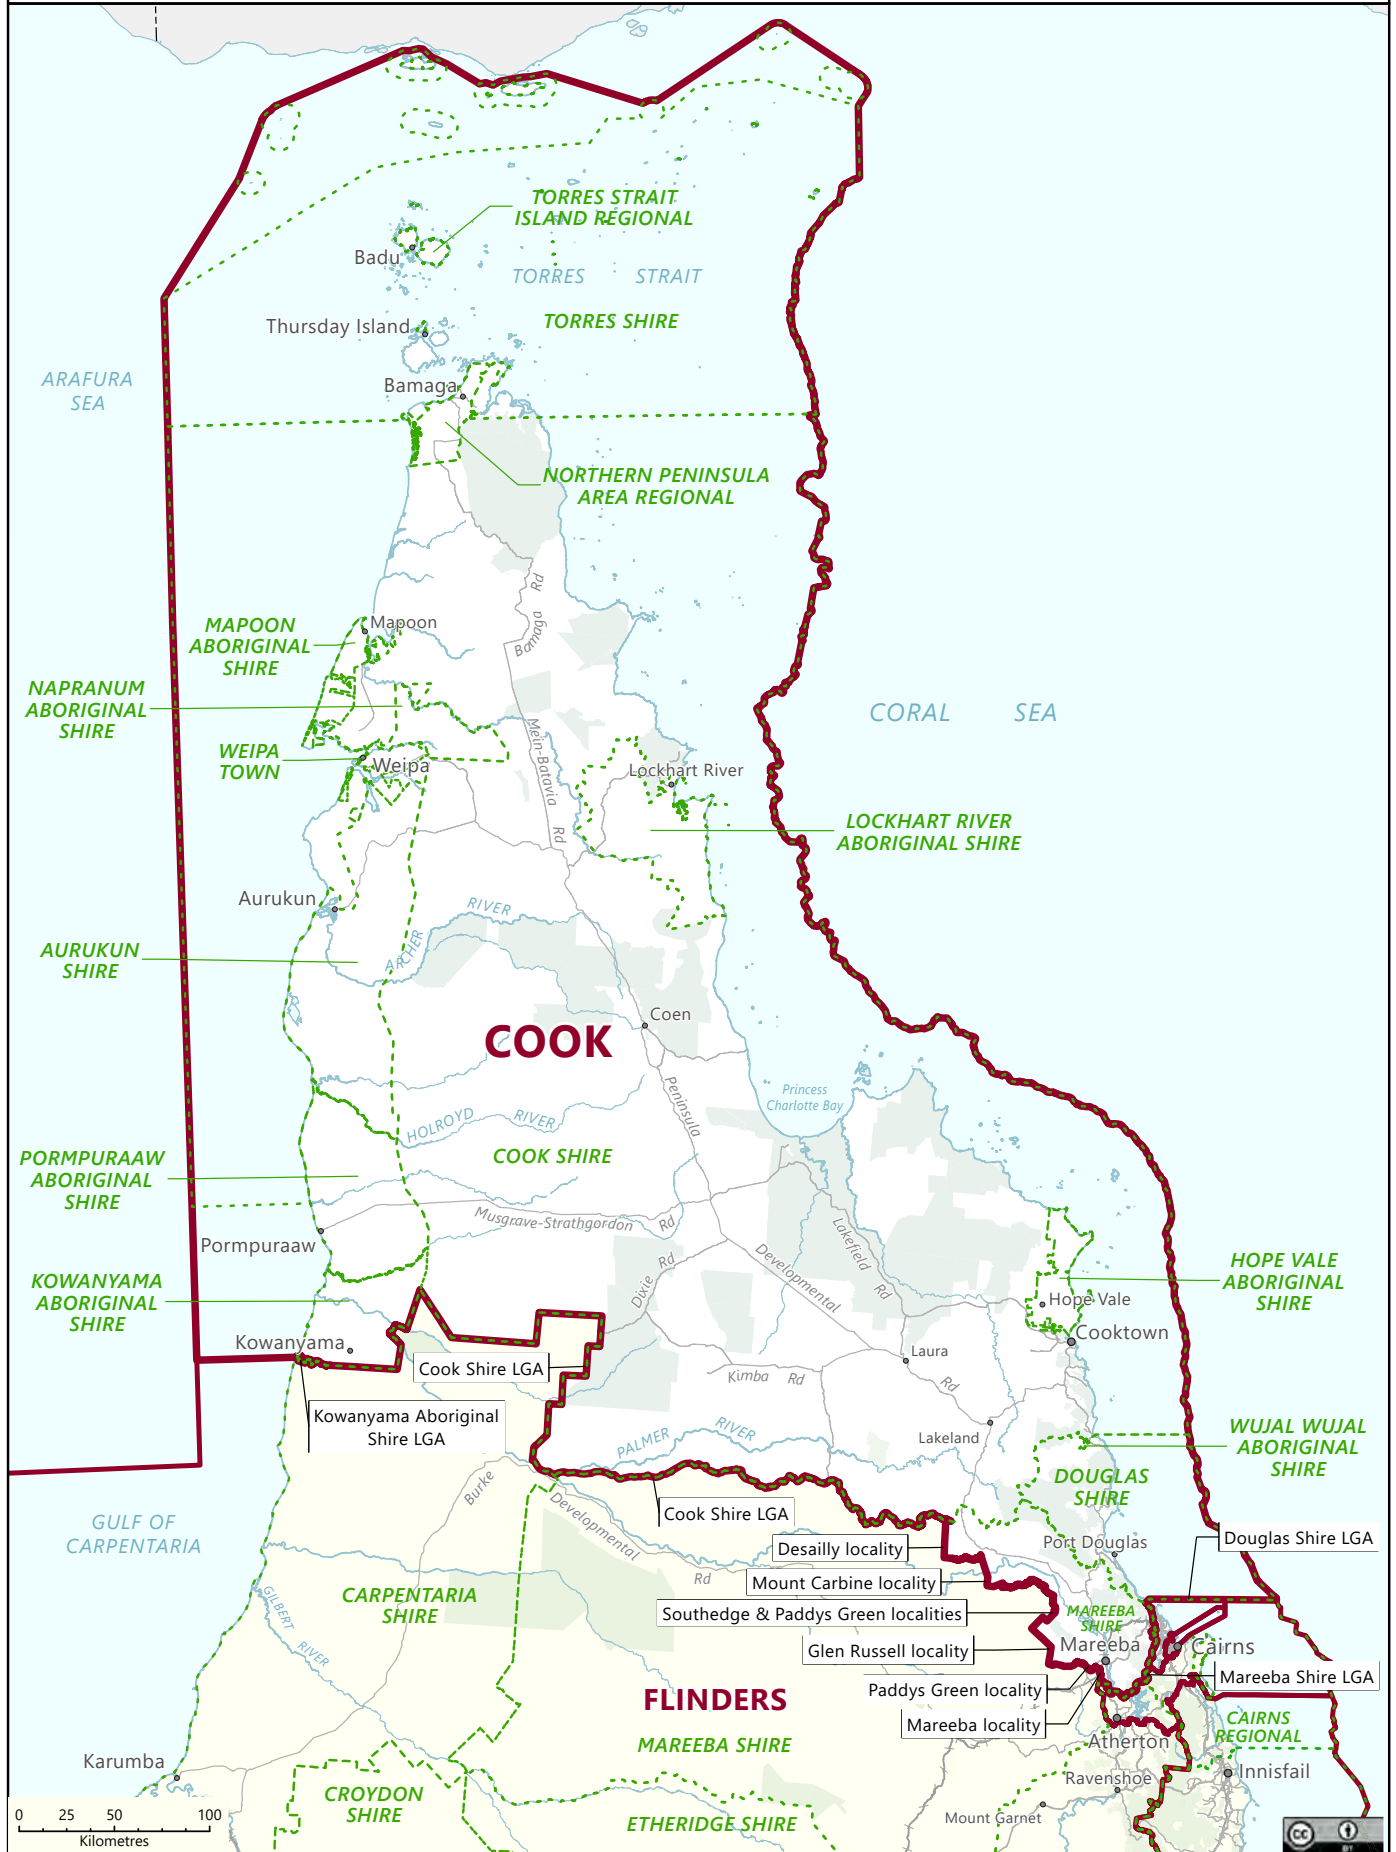 TORRES STRAIT
ISLAND REGIONAL
Badu
TORRES STRAIT
Thursday Island
TORRES SHIRE
ARAFURA
SEA
Bamaga
NORTHERN PENINSULA
AREA REGIONAL
Bamaga Rd
MAPOON
ABORIGINAL
SHIRE
Mapoon
NAPRANUM
ABORIGINAL
SHIRE
CORAL SEA
Mein-Batavia Rd
WEIPA
TOWN
Weipa
Lockhart River
LOCKHART RIVER
ABORIGINAL SHIRE
Aurukun
ARCHER RIVER
AURUKUN
SHIRE
Coen
COOK
Peninsula
Princess
Charlotte Bay
HOLROYD RIVER
COOK SHIRE
PORMPURAAW
ABORIGINAL
SHIRE
Musgrave-Strathgordon Rd
Pormpuraaw
Dixie Rd
Developmental
Lakefield Rd
HOPE VALE
ABORIGINAL
SHIRE
KOWANYAMA
ABORIGINAL
SHIRE
Hope Vale
Cooktown
Kowanyama
Laura
Cook Shire LGA
Kimba Rd
Rd
Kowanyama Aboriginal
Shire LGA
PALMER RIVER
Lakeland
WUJAL WUJAL
ABORIGINAL
SHIRE
DOUGLAS
SHIRE
Burke
Developmental
Rd
Cook Shire LGA
GULF OF
CARPENTARIA
Desailly locality
Port Douglas
Douglas Shire LGA
Mount Carbine locality
CARPENTARIA
SHIRE
GILBERT RIVER
Southedge & Paddys Green localities
MAREEBA
SHIRE
Glen Russell locality
Mareeba
Cairns
Mareeba Shire LGA
Paddys Green locality
FLINDERS
Mareeba locality
CAIRNS
REGIONAL
MAREEBA SHIRE
Atherton
Karumba
Innisfail
Ravenshoe
CROYDON
SHIRE
ETHERIDGE SHIRE
Mount Garnet
0 25 50 100
Kilometres
cc
BY